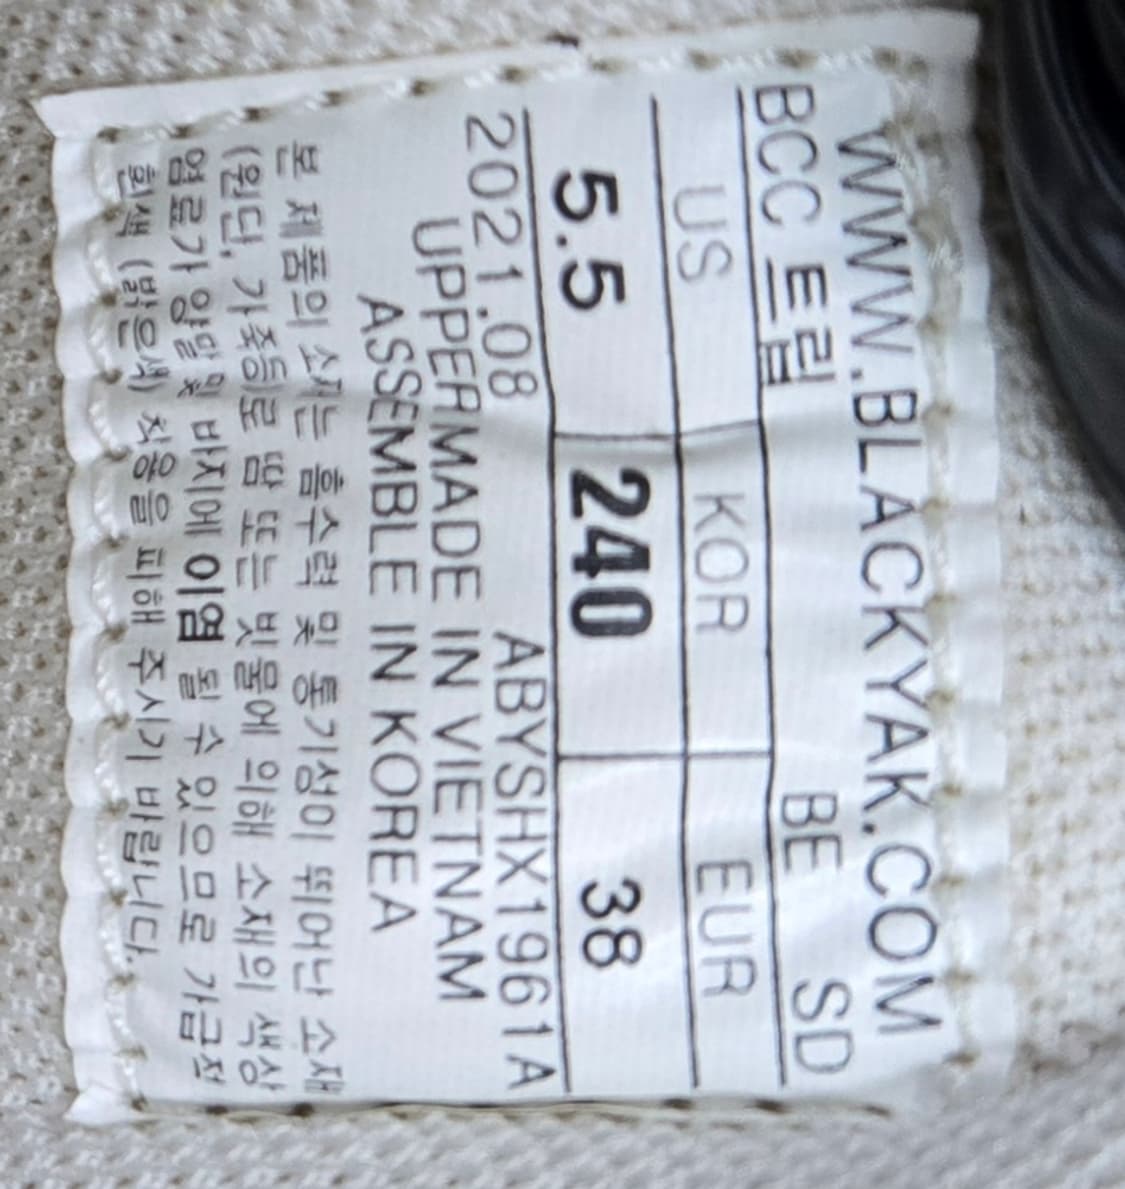 WWW.BLACKYAK.COM
BCC 트립 BE SD
US KOR EUR
5.5 240 38
2021.08 ABYSHX1961A
UPPERMADE IN VIETNAM
ASSEMBLE IN KOREA
본 제품의 소재는 흡수력 및 통기성이 뛰어난 소재
(원단, 가죽등)로 땀 또는 빗물에 의해 소재의 색상
염료가 양말및 바지에 이염 될 수 있으므로 가급적
흰색 (밝은색) 착용을 피해 주시기 바랍니다.